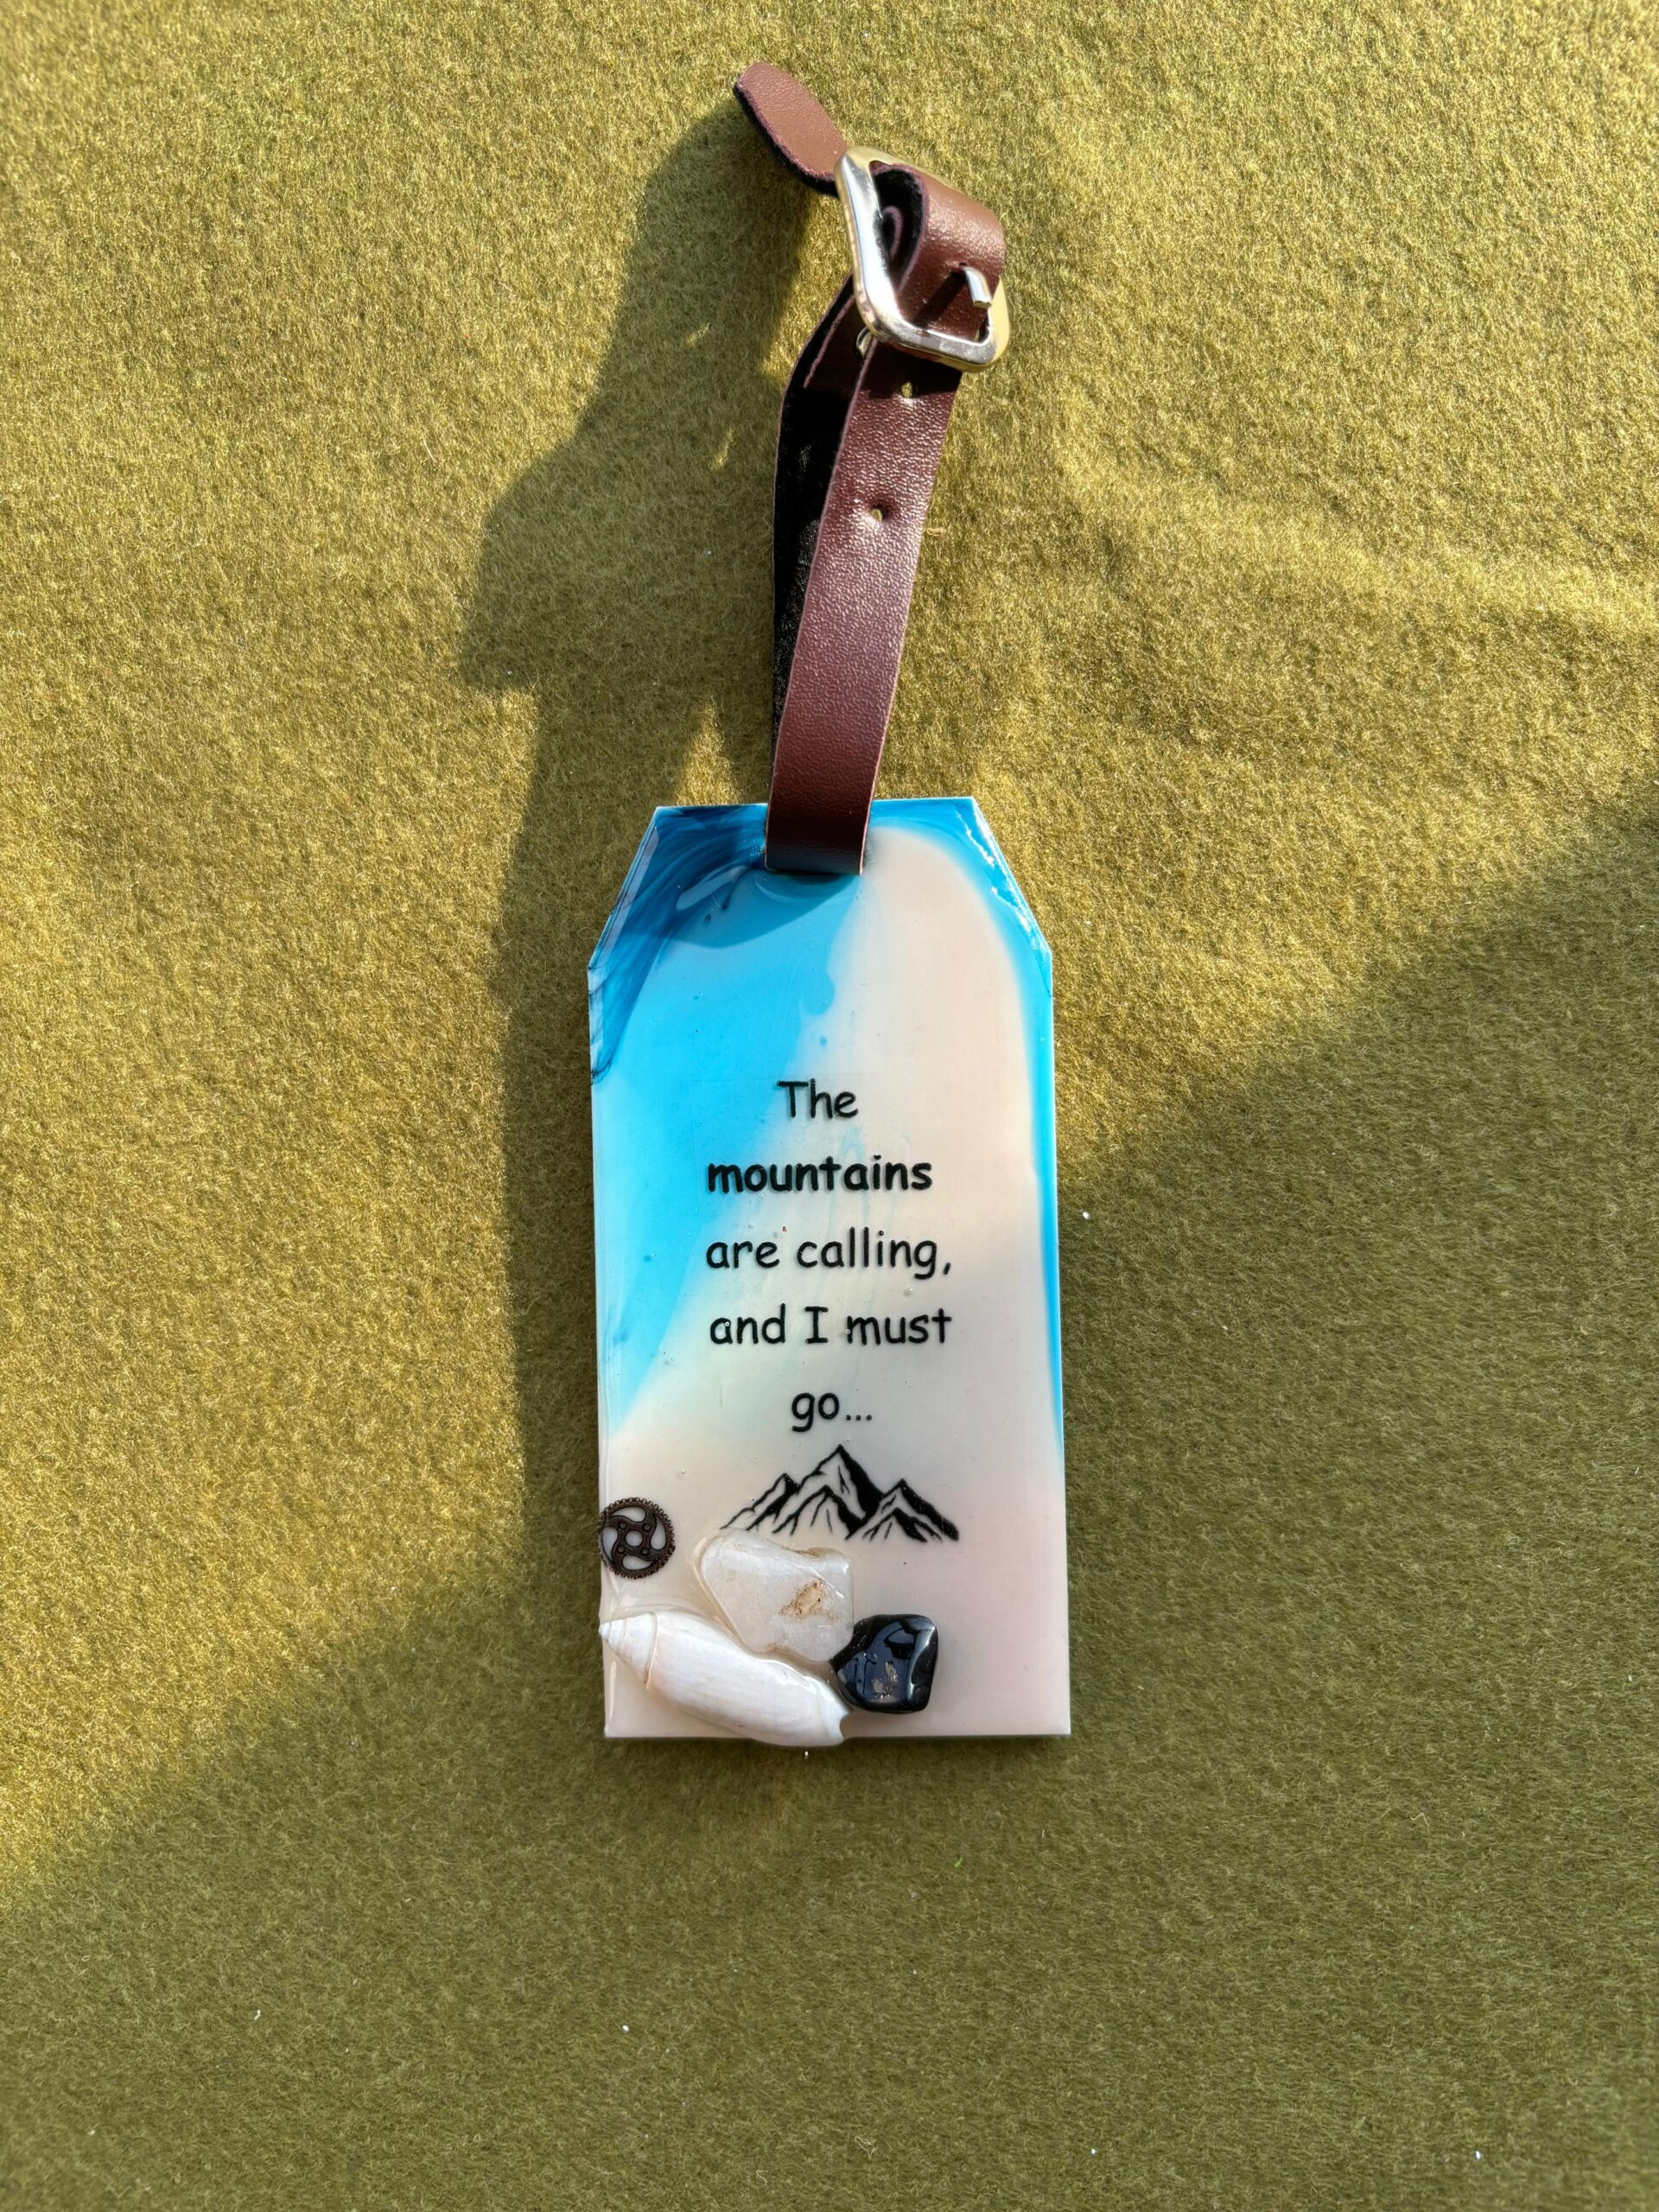 The
mountains
are calling,
and I must
go...